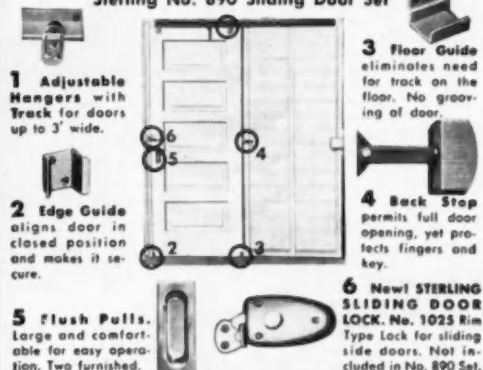 Sterling No. 890 Sliding Door Set
1 Adjustable
Hangers with
Track for doors
up to 3' wide.
2 Edge Guide
aligns door in
closed position
and makes it se-
cure.
5 Flush Pulls.
Large and comfort-
able for easy opera-
tion. Two furnished.
6
5
4
2
3
3 Floor Guide
eliminates need
for track on the
floor. No groov-
ing of door.
4 Back Stop
permits full door
opening, yet pro-
tects fingers and
key.
6 New! STERLING
SLIDING DOOR
LOCK. No. 1025 Rim
Type Lock for sliding
side doors. Not in-
cluded in No. 890 Set.